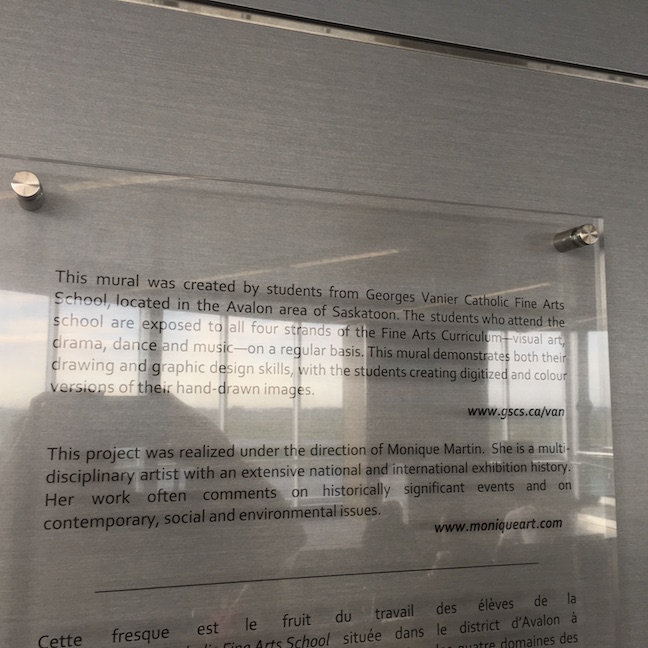 This mural was created by students from Georges Vanier Catholic Fine Arts
School, located in the Avalon area of Saskatoon. The students who attend the
school are exposed to all four strands of the Fine Arts Curriculum—visual art,
drama, dance and music—on a regular basis. This mural demonstrates both their
drawing and graphic design skills, with the students creating digitized and colour
versions of their hand-drawn images.
www.gscs.ca/van
This project was realized under the direction of Monique Martin. She is a multi-
disciplinary artist with an extensive national and international exhibition history.
Her work often comments on historically significant events and on
contemporary, social and environmental issues.
www.moniqueart.com
Cette fresque est le fruit du travail des élèves de la
Fine Arts School située dans le district d'Avalon à
quatre domaines des